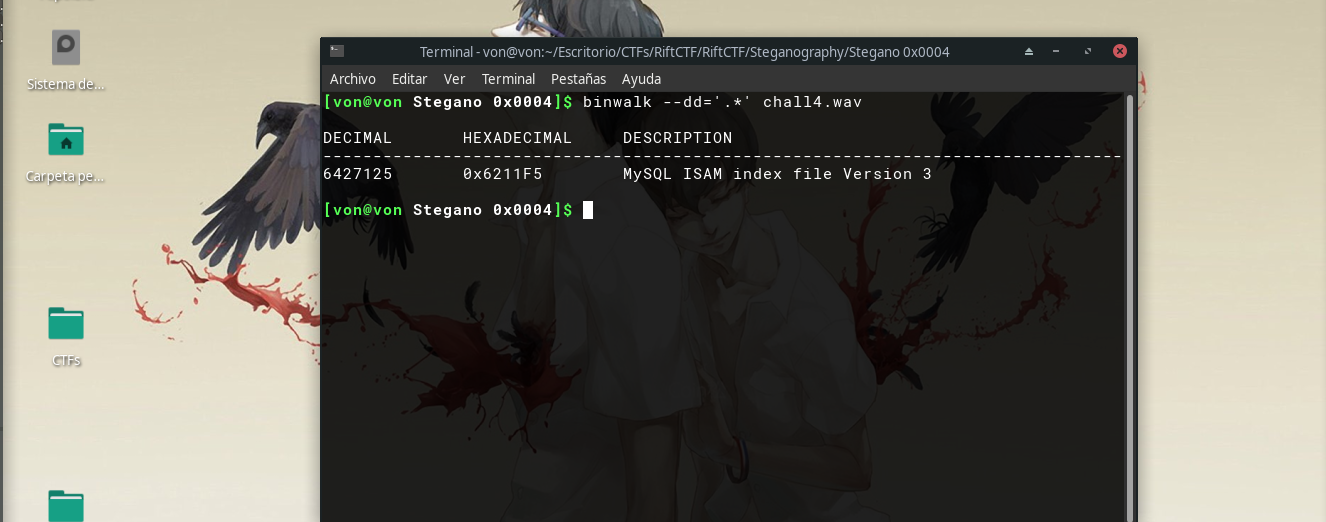 Sistema de...
Carpeta pe...
CTFs
Terminal - von@von:~/Escritorio/CTFs/RiftCTF/RiftCTF/Steganography/Stegano 0x0004
Archivo Editar Ver Terminal Pestañas Ayuda
[von@von Stegano 0x0004]$ binwalk --dd='.*' chall4.wav
DECIMAL HEXADECIMAL DESCRIPTION
--------------------------------------------------------------------------------
6427125 0x6211F5 MySQL ISAM index file Version 3
[von@von Stegano 0x0004]$